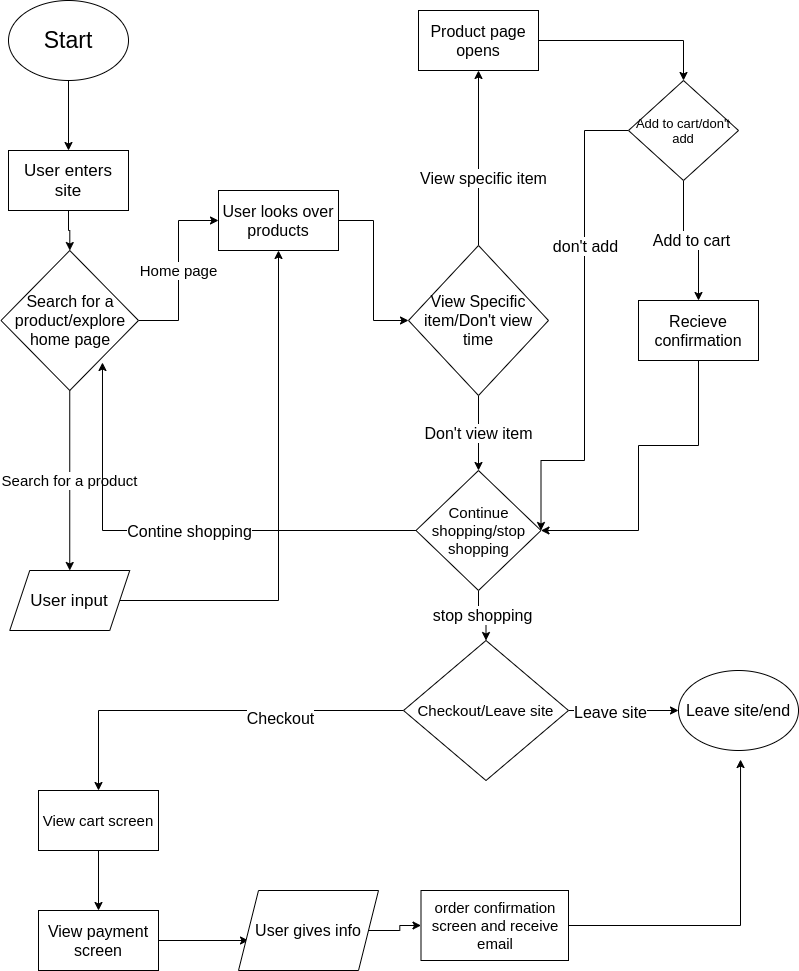 Start
Product page
opens
Add to cart/don't
add
User enters
site
View specific item
User looks over
products
don't add
Add to cart
Home page
Search for a
product/explore
home page
View Specific
item/Don't view
time
Recieve
confirmation
Don't view item
Search for a product
Contine shopping
Continue
shopping/stop
shopping
User input
stop shopping
Checkout/Leave site
Leave site
Leave site/end
Checkout
View cart screen
View payment
screen
User gives info
order confirmation
screen and receive
email